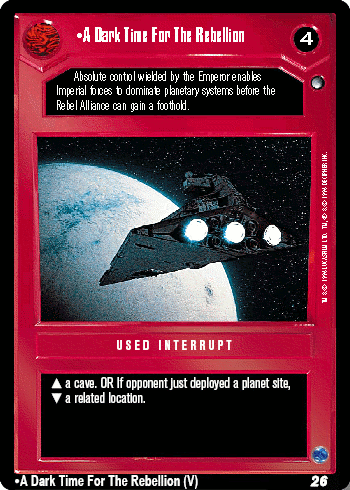 •A Dark Time For The Rebellion
4
Absolute control wielded by the Emperor enables
Imperial forces to dominate planetary systems before the
Rebel Alliance can gain a foothold.
USED INTERRUPT
▲ a cave. OR If opponent just deployed a planet site,
▼ a related location.
•A Dark Time For The Rebellion (V)
26